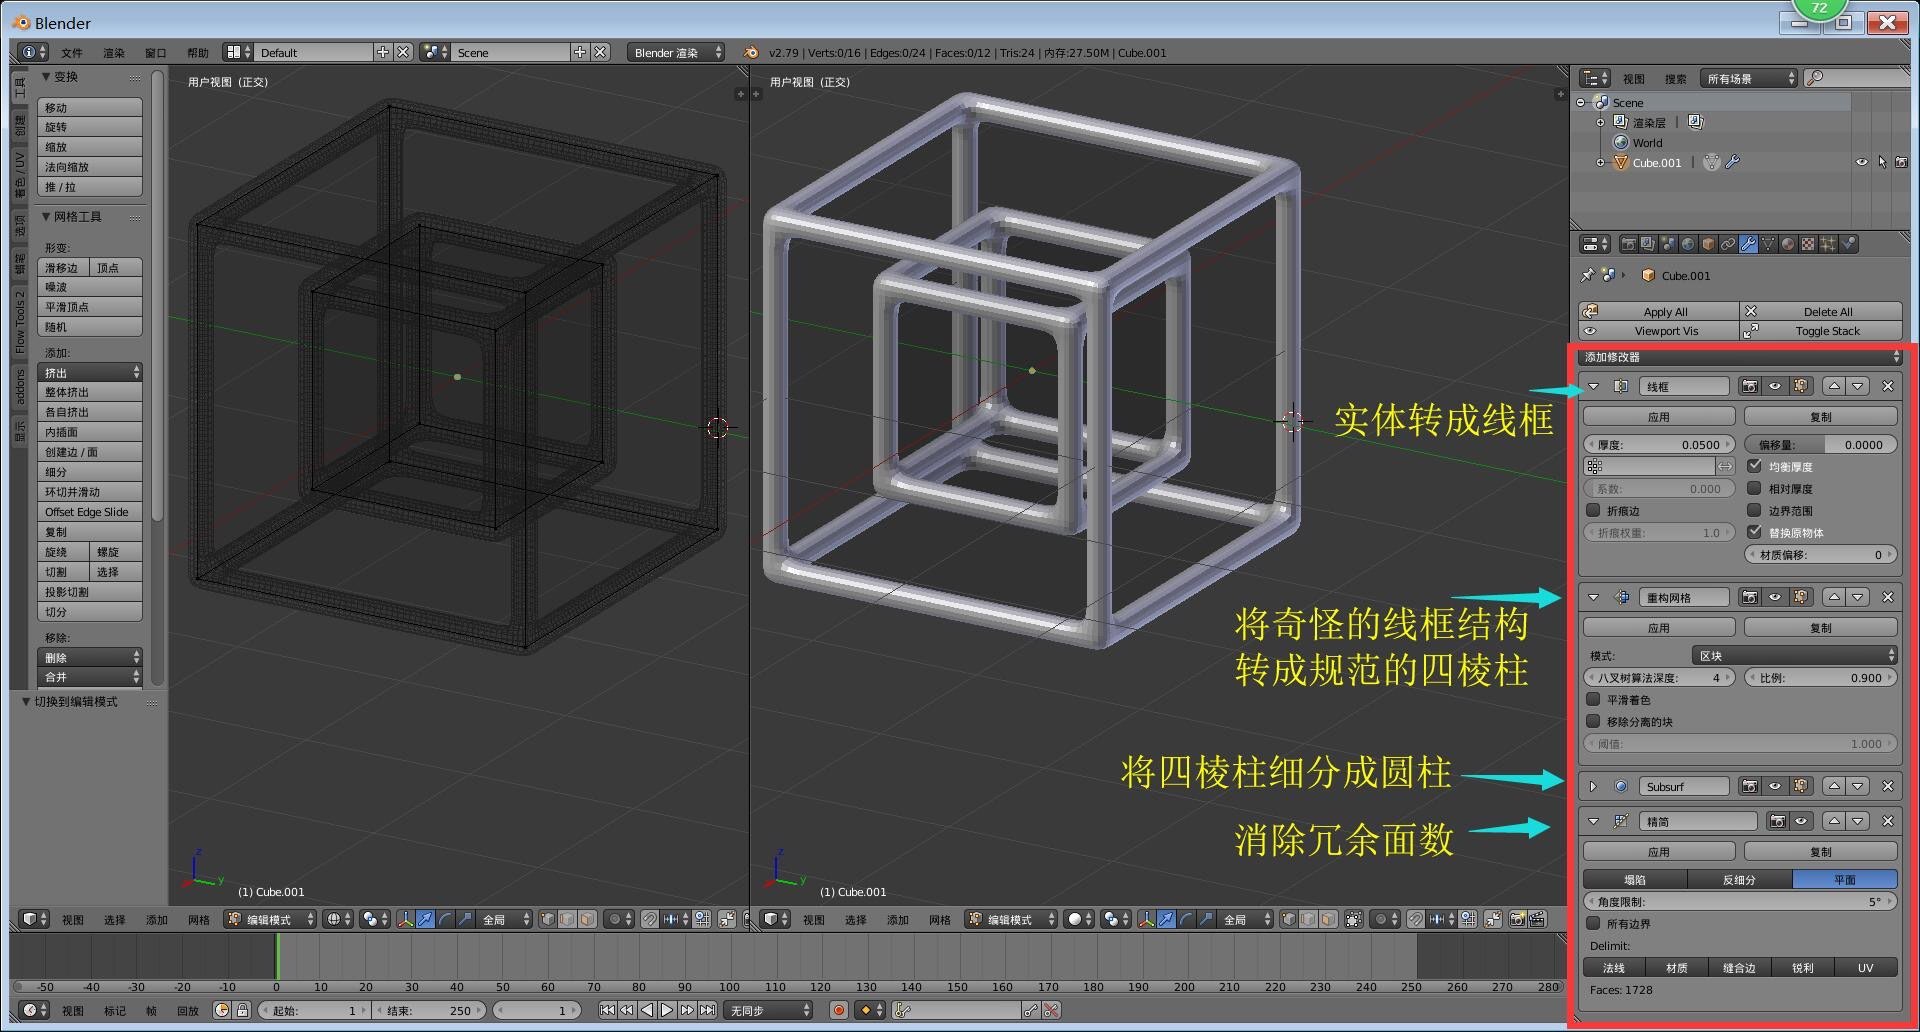 Blender
72
文件 渲染 窗口 帮助 Default Scene Blender 渲染 v2.79 | Verts:0/16 | Edges:0/24 | Faces:0/12 | Tris:24 | 内存:27.50M | Cube.001
工具
创建
着色 / UV
选项
Flow Tools 2
addons
显示
变换
移动
旋转
缩放
法向缩放
推 / 拉
网格工具
形变:
滑移边 顶点
噪波
平滑顶点
随机
添加:
挤出
整体挤出
各自挤出
内插面
创建边 / 面
细分
环切并滑动
Offset Edge Slide
复制
旋绕 螺旋
切割 选择
投影切割
切分
移除:
删除
合并
切换到编辑模式
用户视图 (正交)
z
y
(1) Cube.001
视图 选择 添加 网格 编辑模式 全局
用户视图 (正交)
z
y
(1) Cube.001
视图 选择 添加 网格 编辑模式 全局
实体转成线框
将奇怪的线框结构
转成规范的四棱柱
将四棱柱细分成圆柱
消除冗余面数
视图 搜索 所有场景
Scene
渲染层
World
Cube.001
Cube.001
Apply All Delete All
Viewport Vis Toggle Stack
添加修改器
线框
应用 复制
厚度: 0.0500 偏移量: 0.0000
均衡厚度
系数: 0.000 相对厚度
折痕边 边界范围
折痕权重: 1.0 替换原物体
材质偏移: 0
重构网格
应用 复制
模式: 区块
八叉树算法深度: 4 比例: 0.900
平滑着色
移除分离的块
阈值: 1.000
Subsurf
精简
应用 复制
塌陷 反细分 平面
角度限制: 5°
所有边界
Delimit:
法线 材质 缝合边 锐利 UV
Faces: 1728
-50 -40 -30 -20 -10 0 10 20 30 40 50 60 70 80 90 100 110 120 130 140 150 160 170 180 190 200 210 220 230 240 250 260 270 280
视图 标记 帧 回放 起始: 1 结束: 250 1 无同步